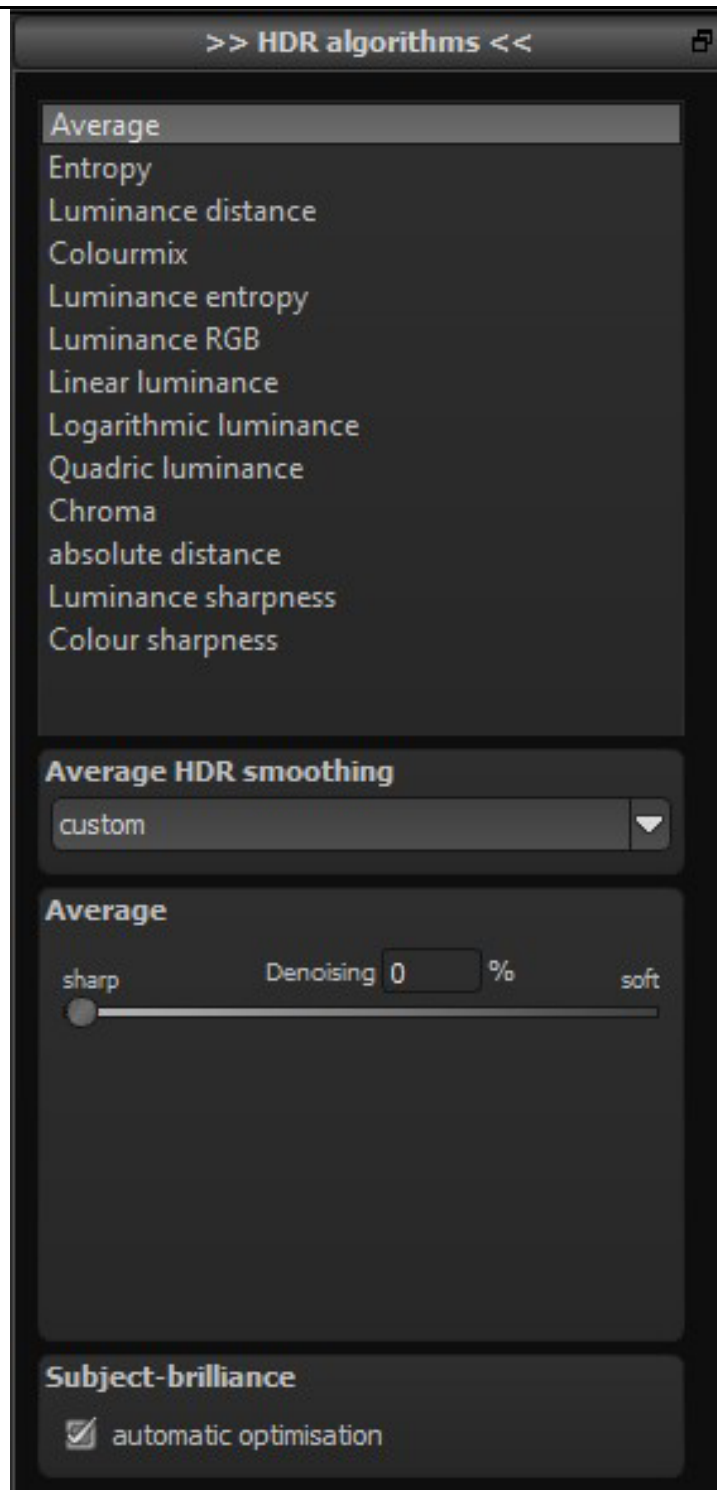 >> HDR algorithms <<
Average
Entropy
Luminance distance
Colourmix
Luminance entropy
Luminance RGB
Linear luminance
Logarithmic luminance
Quadric luminance
Chroma
absolute distance
Luminance sharpness
Colour sharpness
Average HDR smoothing
custom
Average
sharp Denoising 0 % soft
Subject-brilliance
automatic optimisation